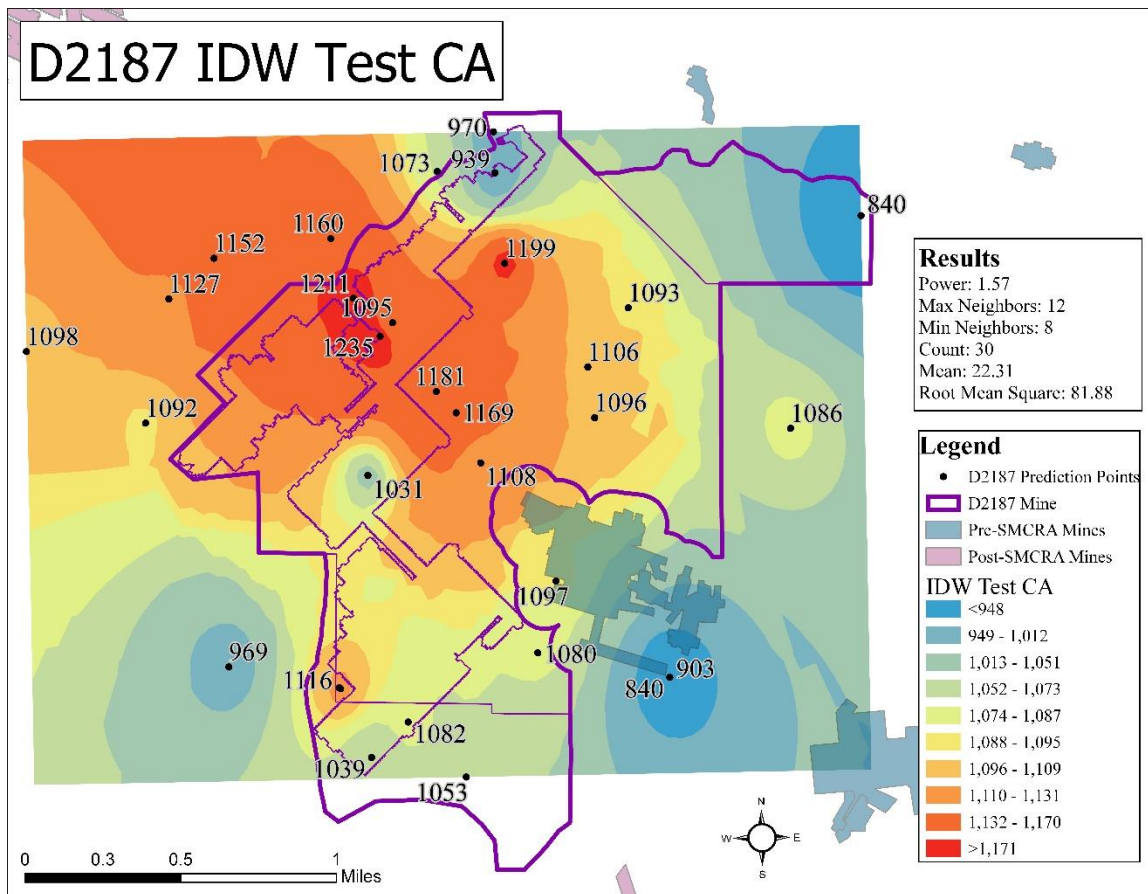 D2187 IDW Test CA
970
1073
939
840
1160
1152
1199
1127
1211
1095
1093
1098
1235
1106
1181
1169
1096
1092
1086
1108
1031
1097
1080
969
903
840
1116
1082
1039
1053
Results
Power: 1.57
Max Neighbors: 12
Min Neighbors: 8
Count: 30
Mean: 22.31
Root Mean Square: 81.88
Legend
D2187 Prediction Points
D2187 Mine
Pre-SMCRA Mines
Post-SMCRA Mines
IDW Test CA
<948
949 - 1,012
1,013 - 1,051
1,052 - 1,073
1,074 - 1,087
1,088 - 1,095
1,096 - 1,109
1,110 - 1,131
1,132 - 1,170
>1,171
N
W E
S
0 0.3 0.5 1
Miles